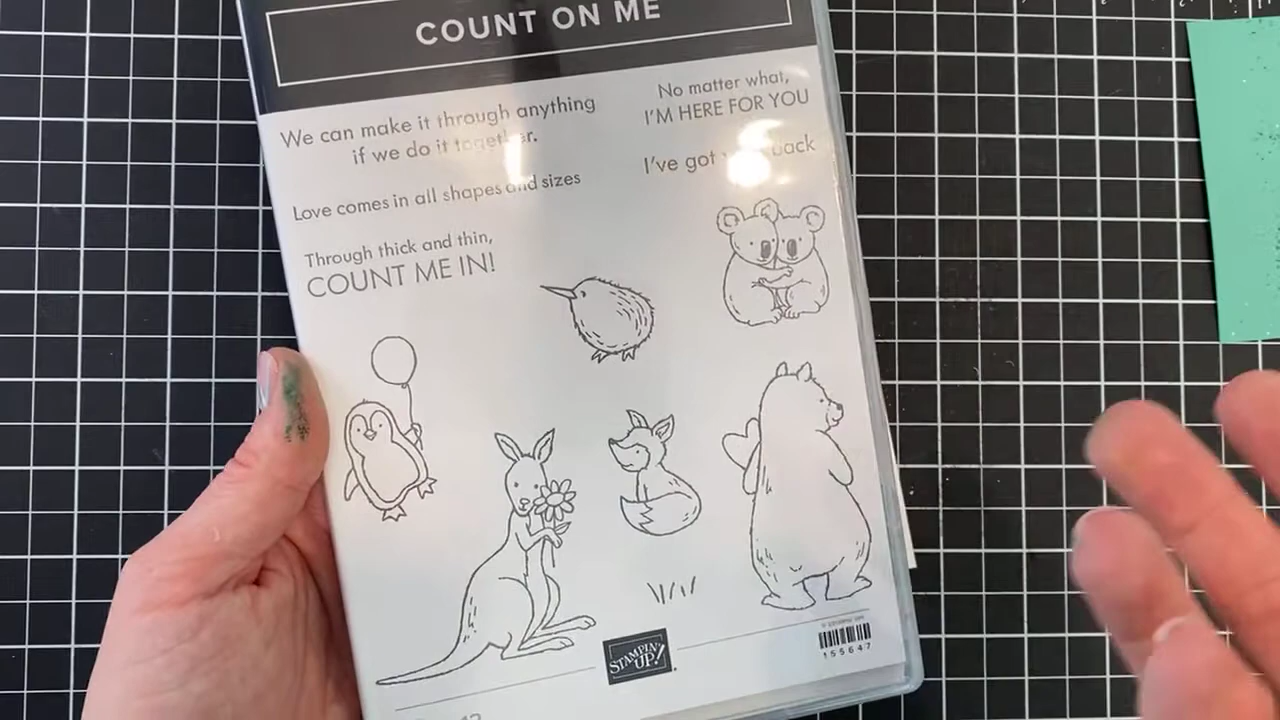 COUNT ON ME
We can make it through anything
if we do it together.
Love comes in all shapes and sizes
Through thick and thin,
COUNT ME IN!
No matter what,
I'M HERE FOR YOU
I've got back
STAMPIN' UP!
155647